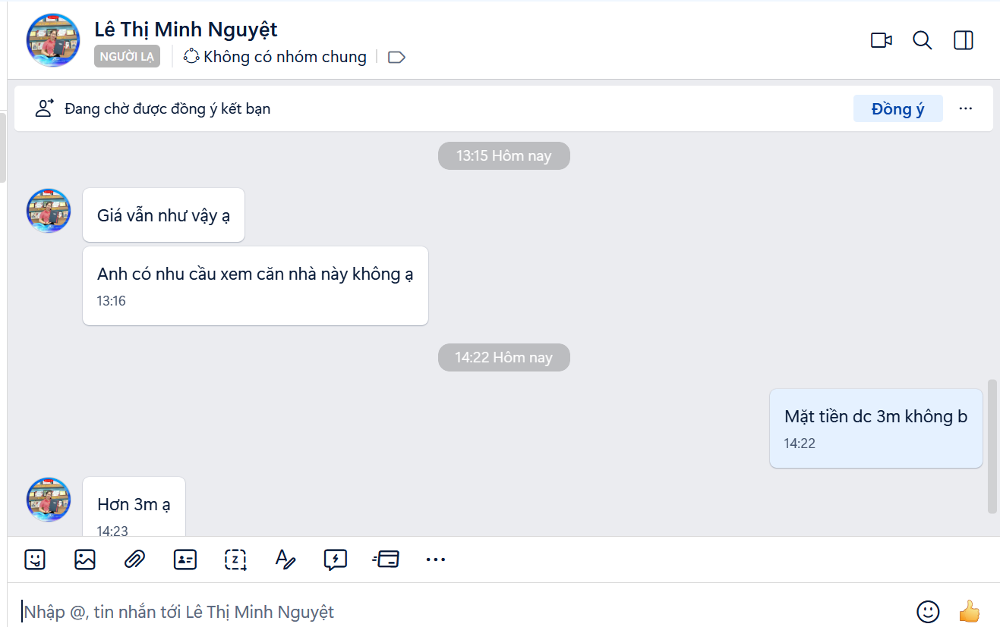 Lê Thị Minh Nguyệt
NGƯỜI LẠ
Không có nhóm chung
Đang chờ được đồng ý kết bạn
Đồng ý
13:15 Hôm nay
Giá vẫn như vậy ạ
Anh có nhu cầu xem căn nhà này không ạ
13:16
14:22 Hôm nay
Mặt tiền dc 3m không b
14:22
Hơn 3m ạ
14:23
Nhập @, tin nhắn tới Lê Thị Minh Nguyệt